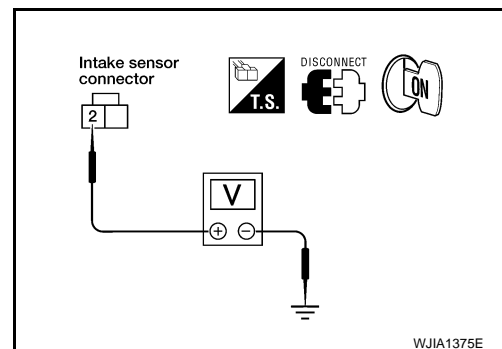 Intake sensor
connector
DISCONNECT
T.S.
ON
2
V
+ −
WJIA1375E